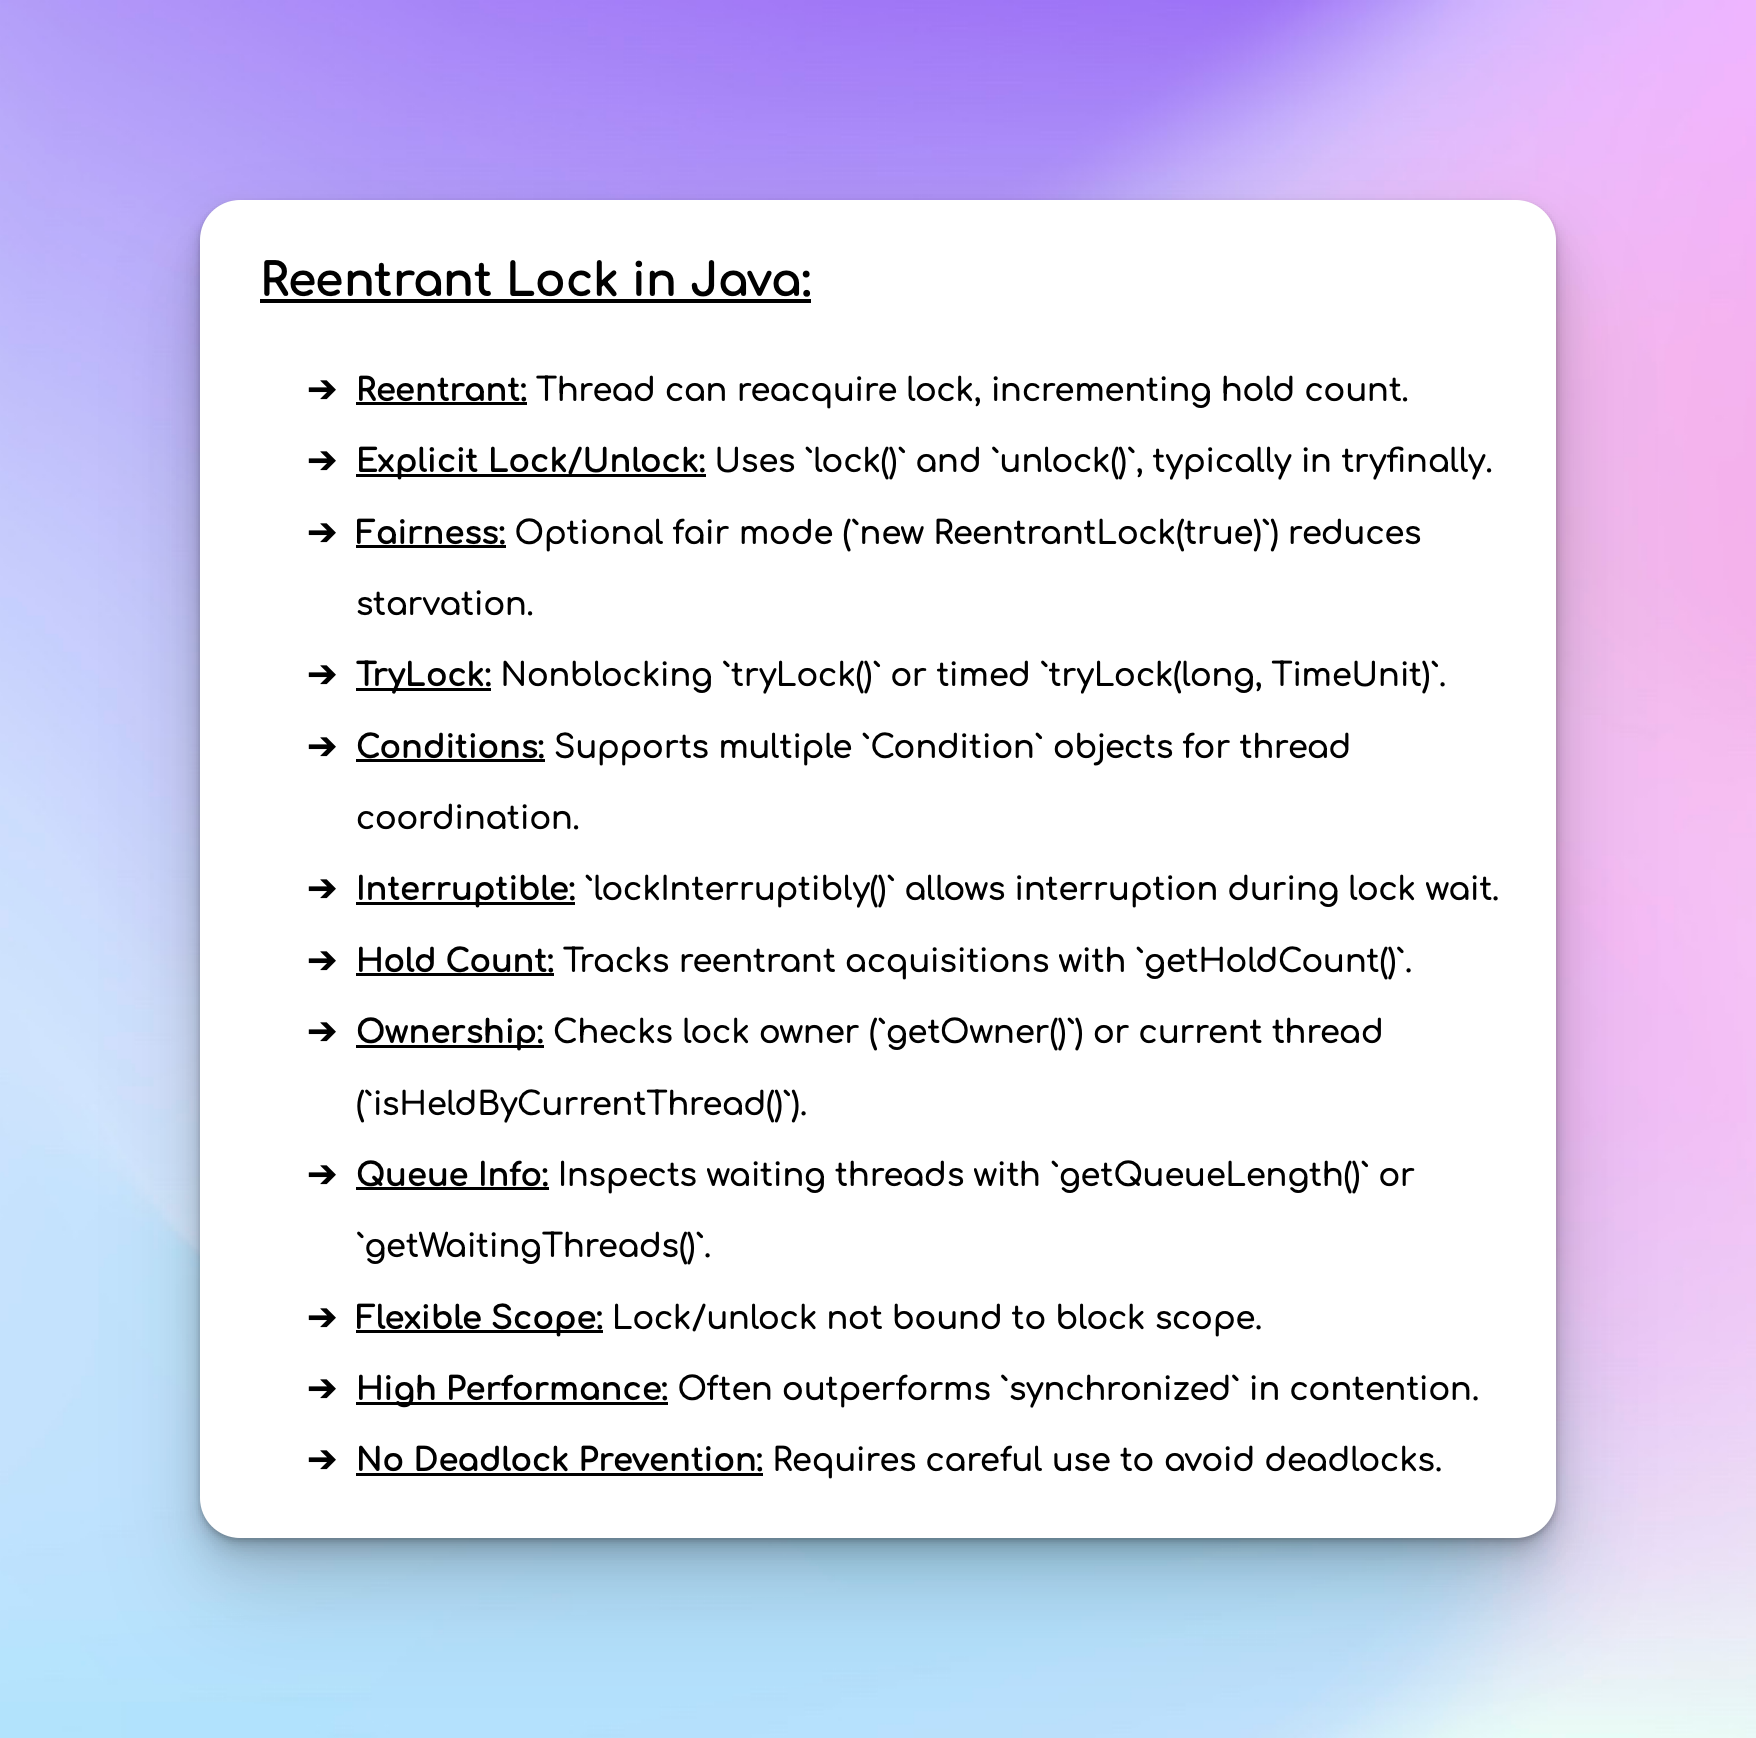 Reentrant Lock in Java:
➔ Reentrant: Thread can reacquire lock, incrementing hold count.
➔ Explicit Lock/Unlock: Uses `lock()` and `unlock()`, typically in tryfinally.
➔ Fairness: Optional fair mode (`new ReentrantLock(true)`) reduces
starvation.
➔ TryLock: Nonblocking `tryLock()` or timed `tryLock(long, TimeUnit)`.
➔ Conditions: Supports multiple `Condition` objects for thread
coordination.
➔ Interruptible: `lockInterruptibly()` allows interruption during lock wait.
➔ Hold Count: Tracks reentrant acquisitions with `getHoldCount()`.
➔ Ownership: Checks lock owner (`getOwner()`) or current thread
(`isHeldByCurrentThread()`).
➔ Queue Info: Inspects waiting threads with `getQueueLength()` or
`getWaitingThreads()`.
➔ Flexible Scope: Lock/unlock not bound to block scope.
➔ High Performance: Often outperforms `synchronized` in contention.
➔ No Deadlock Prevention: Requires careful use to avoid deadlocks.